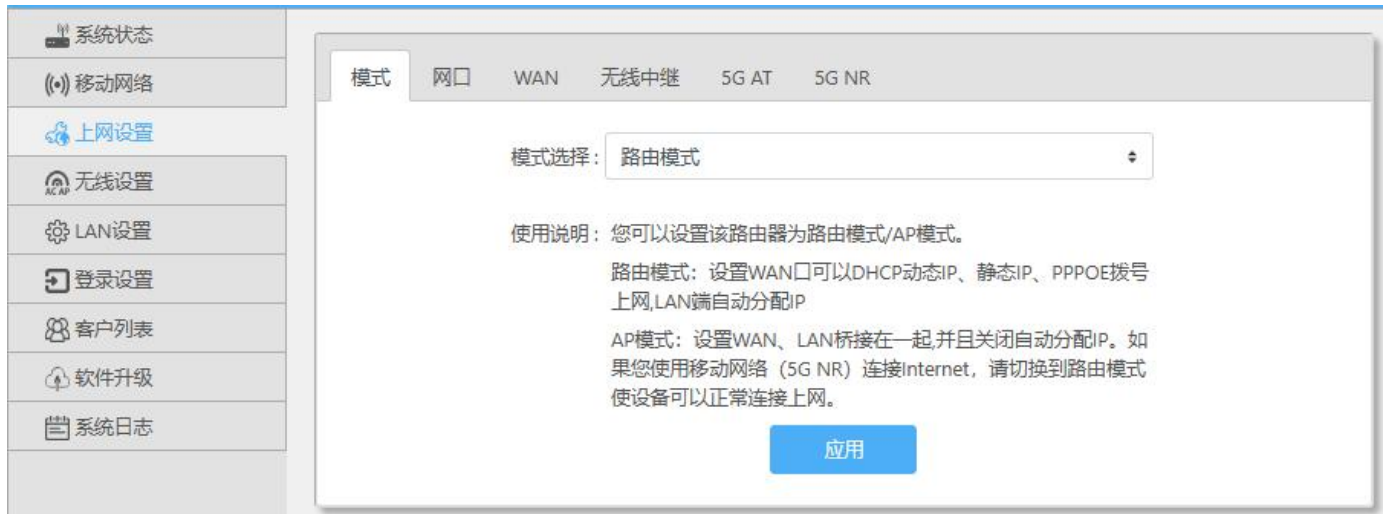 系统状态
移动网络
上网设置
AC AP 无线设置
LAN设置
登录设置
客户列表
软件升级
系统日志
模式 网口 WAN 无线中继 5G AT 5G NR
模式选择: 路由模式
使用说明: 您可以设置该路由器为路由模式/AP模式。
路由模式：设置WAN口可以DHCP动态IP、静态IP、PPPOE拨号
上网,LAN端自动分配IP
AP模式：设置WAN、LAN桥接在一起,并且关闭自动分配IP。如
果您使用移动网络（5G NR）连接Internet，请切换到路由模式
使设备可以正常连接上网。
应用